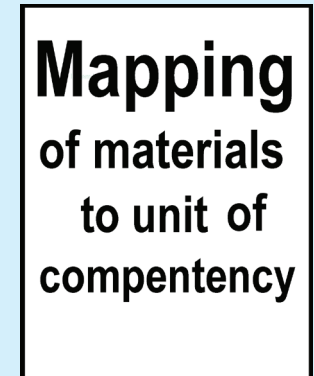 Mapping
of materials
to unit of
compentency